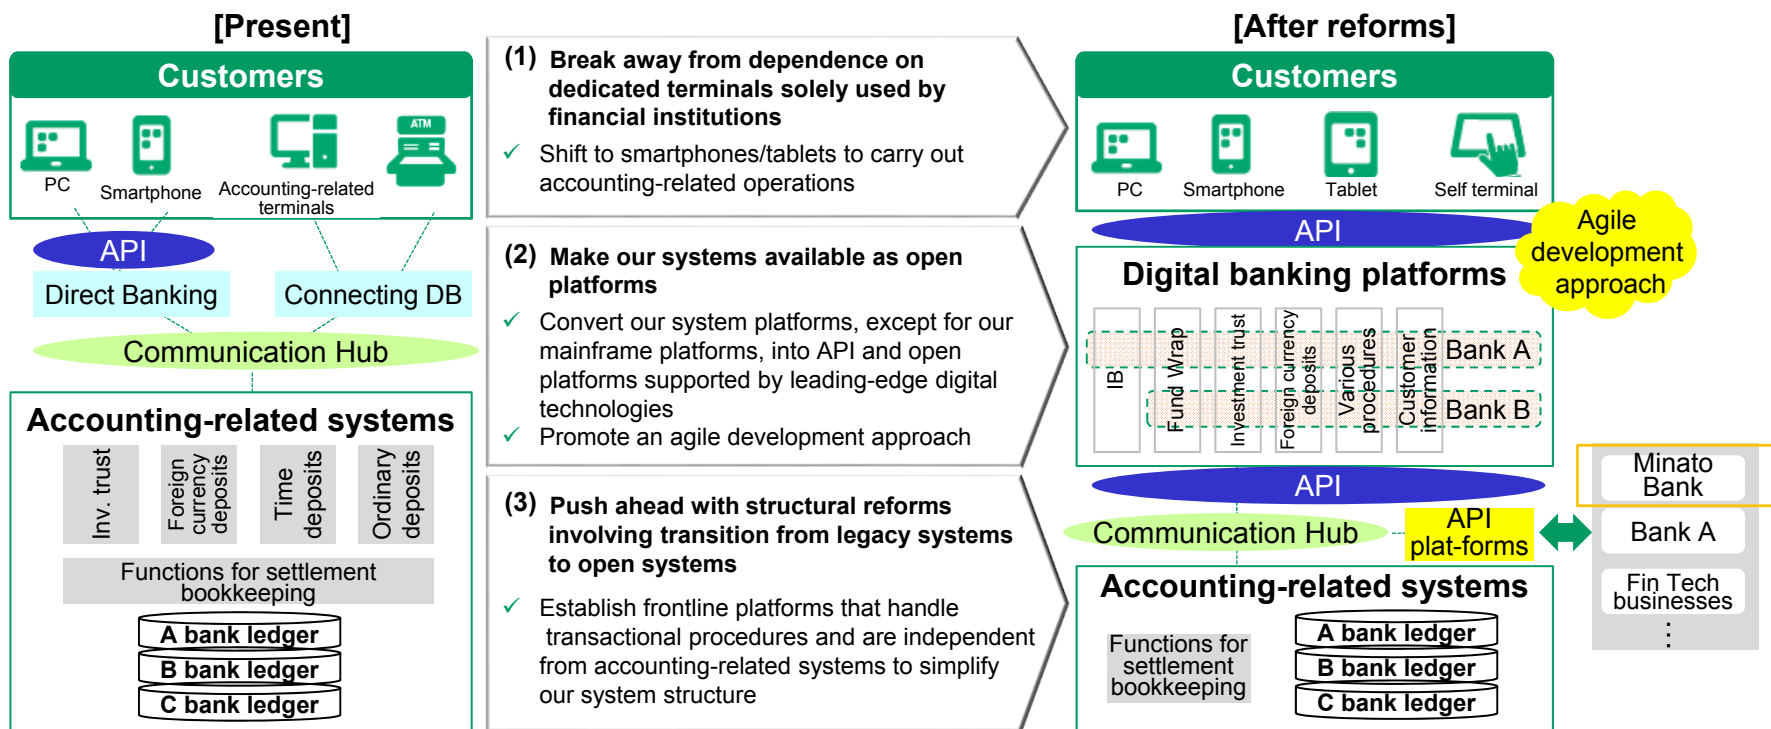 [Present]
Customers
ATM
PC
Smartphone
Accounting-related
terminals
API
Direct Banking
Connecting DB
Communication Hub
Accounting-related systems
Inv. trust
Foreign
currency
deposits
Time
deposits
Ordinary
deposits
Functions for settlement
bookkeeping
A bank ledger
B bank ledger
C bank ledger
(1) Break away from dependence on
dedicated terminals solely used by
financial institutions
✓ Shift to smartphones/tablets to carry out
accounting-related operations
(2) Make our systems available as open
platforms
✓ Convert our system platforms, except for our
mainframe platforms, into API and open
platforms supported by leading-edge digital
technologies
✓ Promote an agile development approach
(3) Push ahead with structural reforms
involving transition from legacy systems
to open systems
✓ Establish frontline platforms that handle
transactional procedures and are independent
from accounting-related systems to simplify
our system structure
[After reforms]
Customers
PC
Smartphone
Tablet
Self terminal
API
Agile
development
approach
Digital banking platforms
IB
Fund Wrap
Investment trust
Foreign currency
deposits
Various
procedures
Customer
information
Bank A
Bank B
API
Communication Hub
API
plat-forms
Minato
Bank
Bank A
Fin Tech
businesses
⋮
Accounting-related systems
Functions for
settlement
bookkeeping
A bank ledger
B bank ledger
C bank ledger